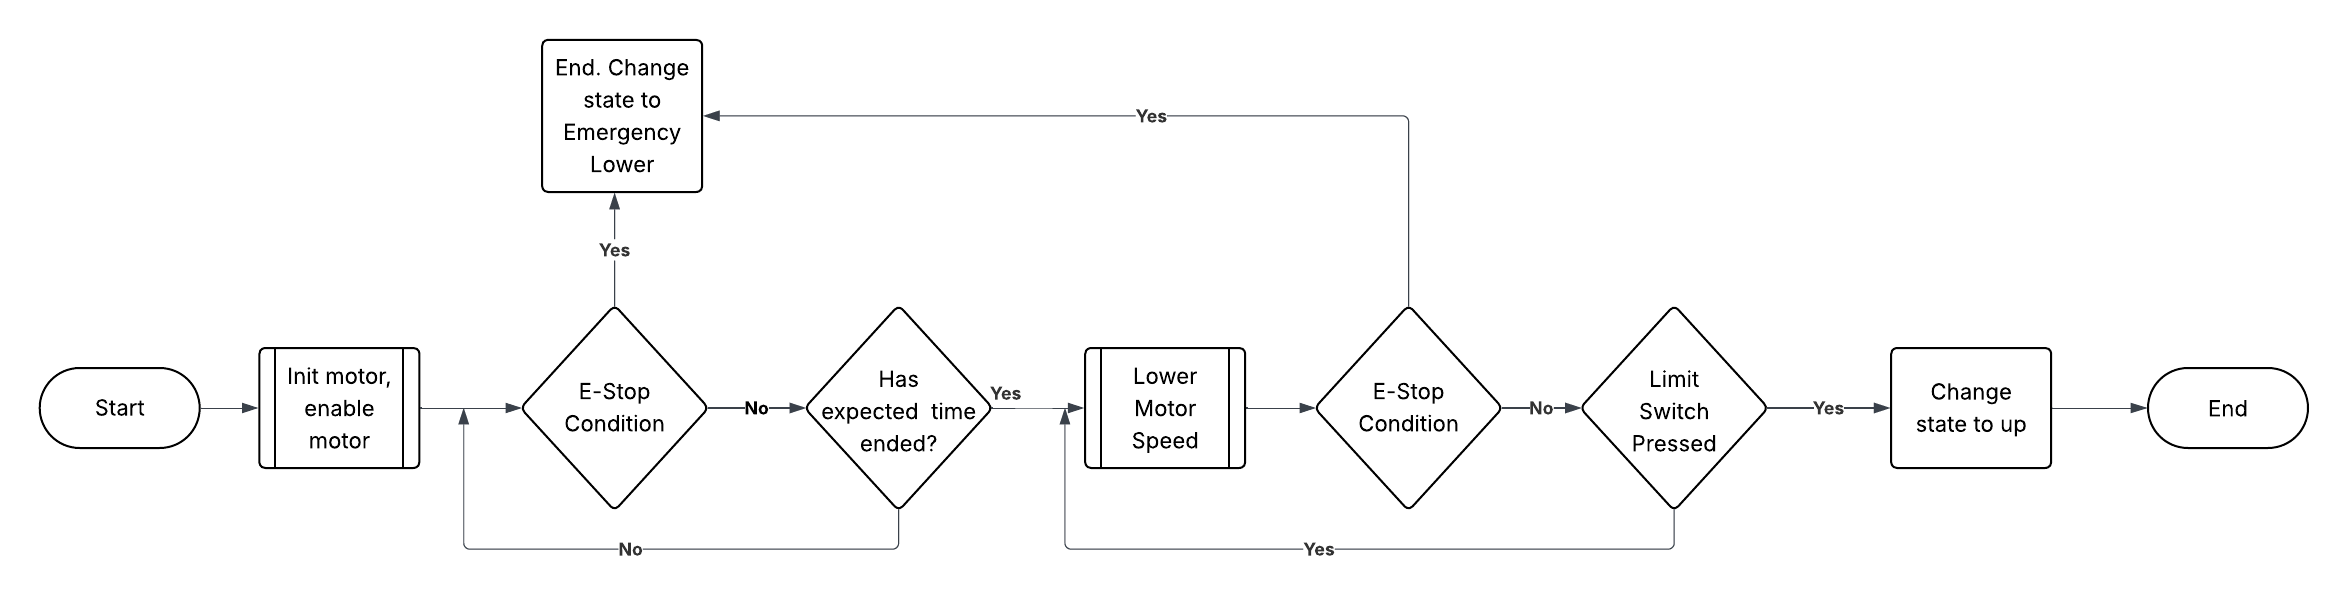 End. Change
state to
Emergency
Lower
Yes
Yes
Start
Init motor,
enable
motor
E-Stop
Condition
No
Has
expected time
ended?
Yes
Lower
Motor
Speed
E-Stop
Condition
No
Limit
Switch
Pressed
Yes
Change
state to up
End
No
Yes